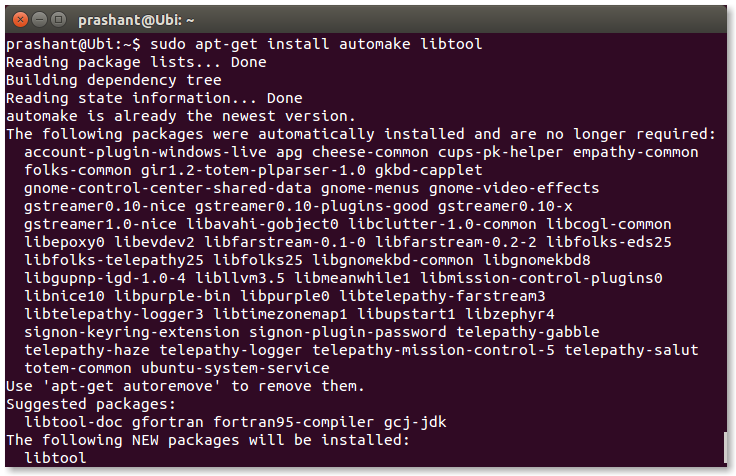 prashant@Ubi: ~
prashant@Ubi:~$ sudo apt-get install automake libtool
Reading package lists... Done
Building dependency tree
Reading state information... Done
automake is already the newest version.
The following packages were automatically installed and are no longer required:
  account-plugin-windows-live apg cheese-common cups-pk-helper empathy-common
  folks-common gir1.2-totem-plparser-1.0 gkbd-capplet
  gnome-control-center-shared-data gnome-menus gnome-video-effects
  gstreamer0.10-nice gstreamer0.10-plugins-good gstreamer0.10-x
  gstreamer1.0-nice libavahi-gobject0 libclutter-1.0-common libcogl-common
  libepoxy0 libevdev2 libfarstream-0.1-0 libfarstream-0.2-2 libfolks-eds25
  libfolks-telepathy25 libfolks25 libgnomekbd-common libgnomekbd8
  libgupnp-igd-1.0-4 libllvm3.5 libmeanwhile1 libmission-control-plugins0
  libnice10 libpurple-bin libpurple0 libtelepathy-farstream3
  libtelepathy-logger3 libtimezonemap1 libupstart1 libzephyr4
  signon-keyring-extension signon-plugin-password telepathy-gabble
  telepathy-haze telepathy-logger telepathy-mission-control-5 telepathy-salut
  totem-common ubuntu-system-service
Use 'apt-get autoremove' to remove them.
Suggested packages:
  libtool-doc gfortran fortran95-compiler gcj-jdk
The following NEW packages will be installed:
  libtool